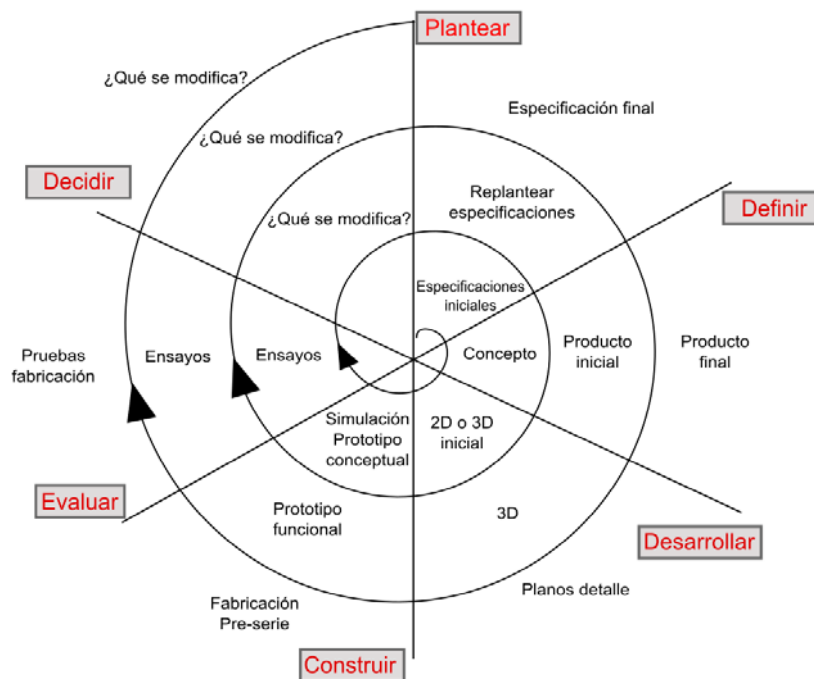 Plantear
¿Qué se modifica?
Especificación final
¿Qué se modifica?
Decidir
Replantear
especificaciones
Definir
¿Qué se modifica?
Especificaciones
iniciales
Pruebas
fabricación
Ensayos
Ensayos
Concepto
Producto
inicial
Producto
final
Simulación
Prototipo
conceptual
2D o 3D
inicial
Evaluar
Prototipo
funcional
3D
Desarrollar
Planos detalle
Fabricación
Pre-serie
Construir